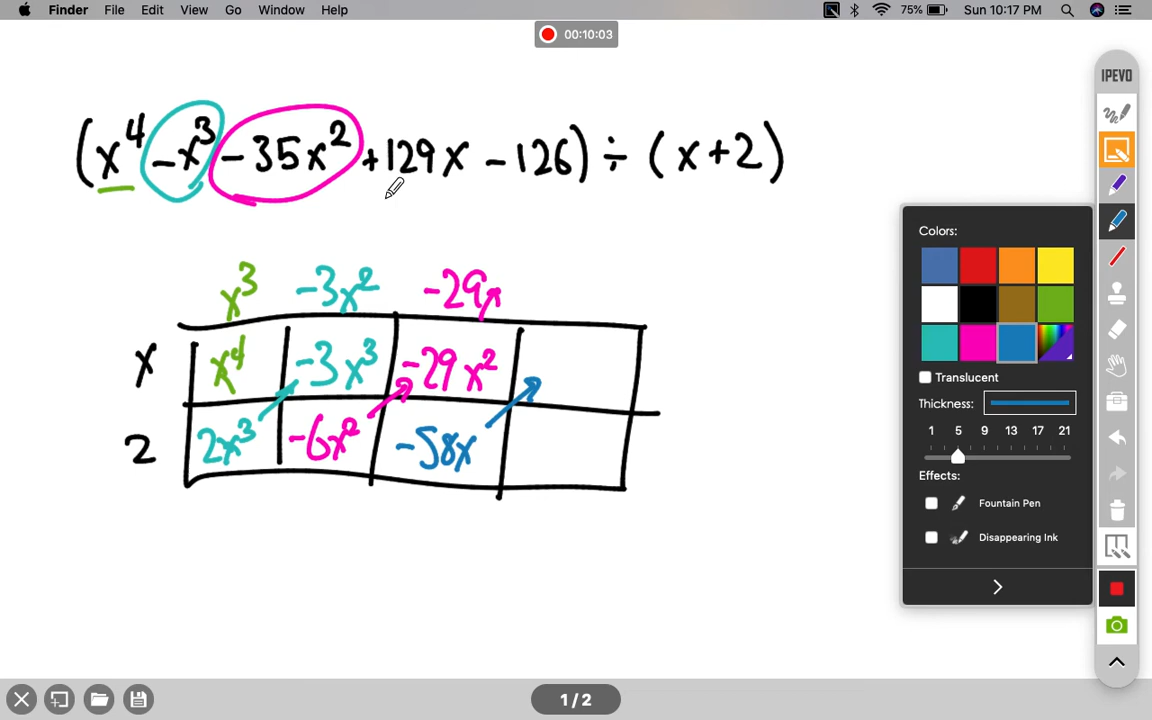 Finder File Edit View Go Window Help 75% Sun 10:17 PM
00:10:03
IPEVO
(x⁴ -x³ -35x² +129x -126) ÷ (x+2)
Colors:
x³ -3x² -29x
x x⁴ -3x³ -29x²
Translucent
Thickness:
1 5 9 13 17 21
2 2x³ -6x² -58x
Effects:
Fountain Pen
Disappearing Ink
1/2